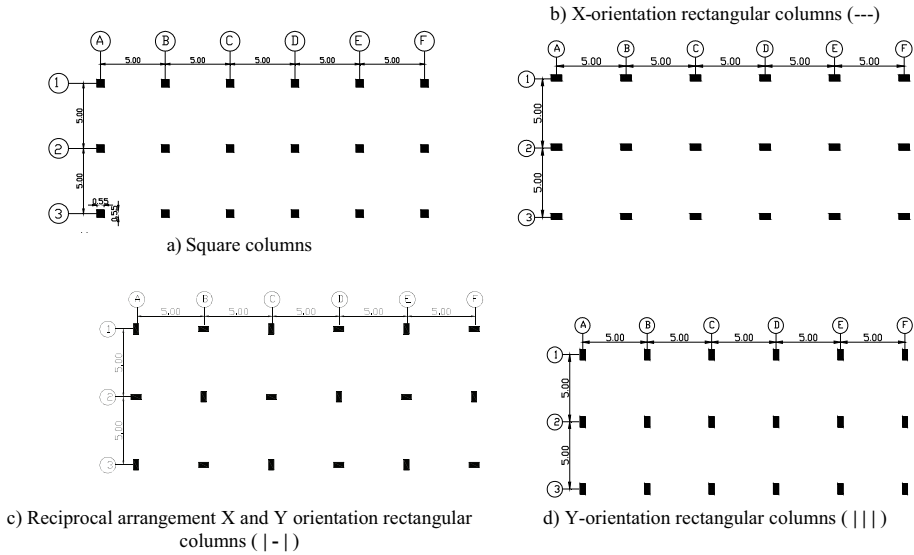 A B C D E F
5.00 5.00 5.00 5.00 5.00
1
5.00
2
5.00
3
0.55
0.55
a) Square columns
b) X-orientation rectangular columns (---)
A B C D E F
5.00 5.00 5.00 5.00 5.00
1
5.00
2
5.00
3
A B C D E F
5.00 5.00 5.00 5.00 5.00
1
5.00
2
5.00
3
c) Reciprocal arrangement X and Y orientation rectangular
columns ( | - | )
A B C D E F
5.00 5.00 5.00 5.00 5.00
1
5.00
2
5.00
3
d) Y-orientation rectangular columns ( | | | )